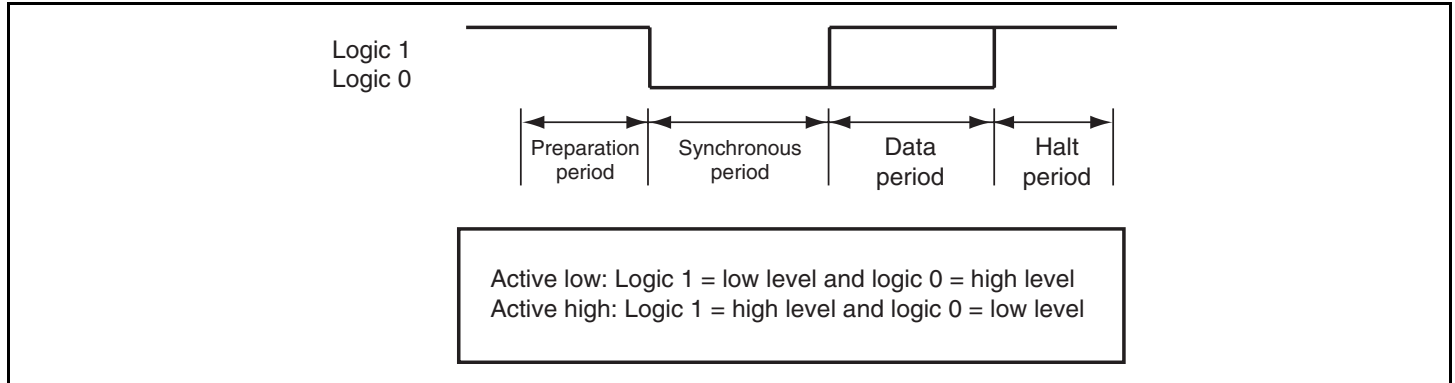 Logic 1
Logic 0
Preparation
period
Synchronous
period
Data
period
Halt
period
Active low: Logic 1 = low level and logic 0 = high level
Active high: Logic 1 = high level and logic 0 = low level